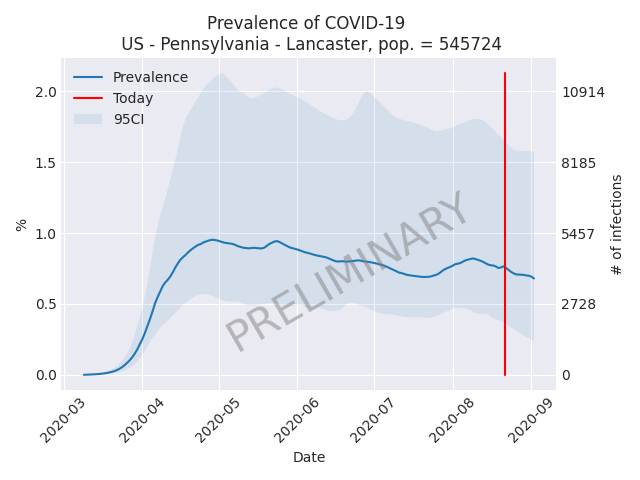 Prevalence of COVID-19
US - Pennsylvania - Lancaster, pop. = 545724
Prevalence
Today
95CI
PRELIMINARY
%
2.0
1.5
1.0
0.5
0.0
10914
8185
5457
2728
0
# of infections
2020-03
2020-04
2020-05
2020-06
2020-07
2020-08
2020-09
Date